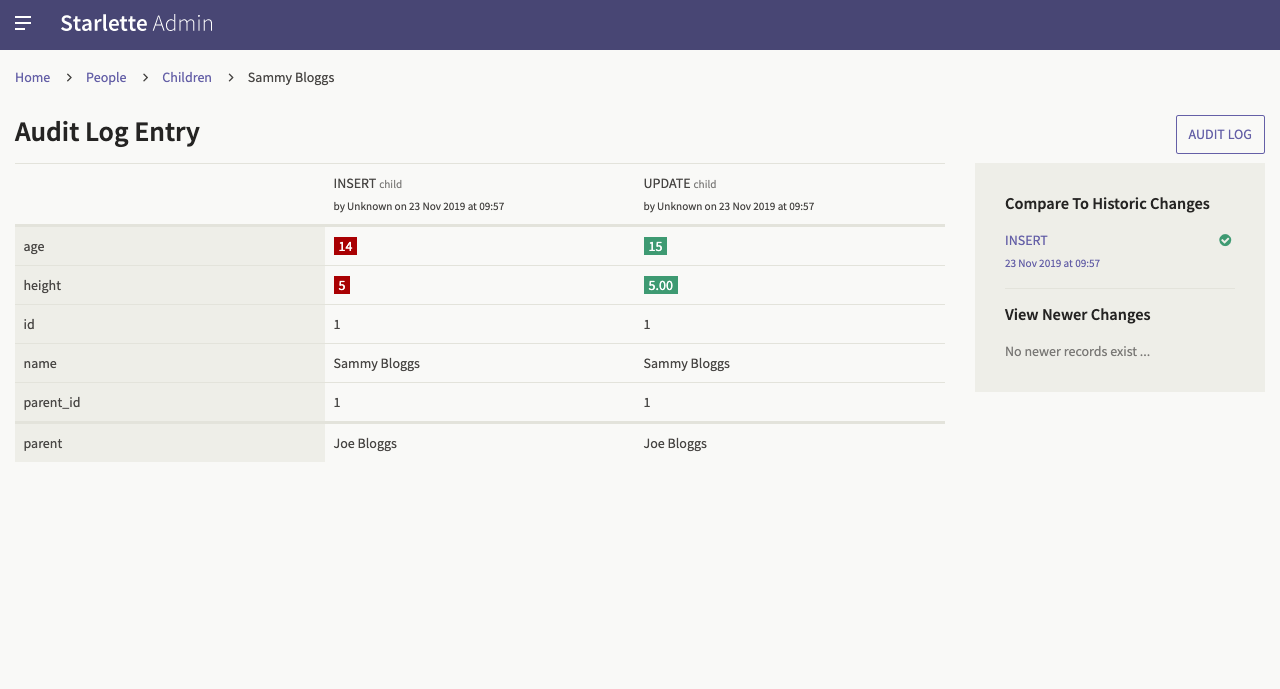 Starlette Admin
Home > People > Children > Sammy Bloggs
Audit Log Entry
AUDIT LOG
INSERT child UPDATE child
by Unknown on 23 Nov 2019 at 09:57 by Unknown on 23 Nov 2019 at 09:57
age 14 15
height 5 5.00
id 1 1
name Sammy Bloggs Sammy Bloggs
parent_id 1 1
parent Joe Bloggs Joe Bloggs
Compare To Historic Changes
INSERT
23 Nov 2019 at 09:57
View Newer Changes
No newer records exist ...